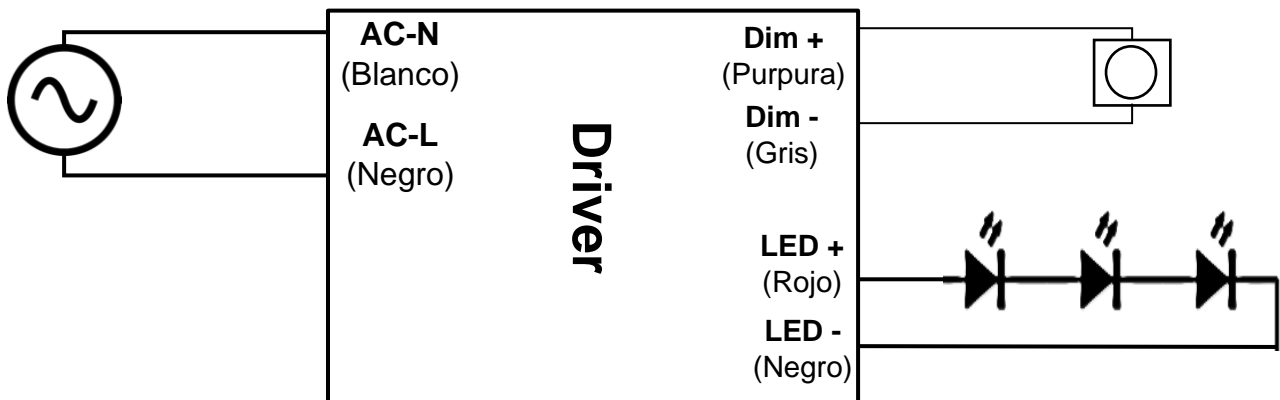 AC-N
(Blanco)
AC-L
(Negro)
Driver
Dim +
(Purpura)
Dim -
(Gris)
LED +
(Rojo)
LED -
(Negro)